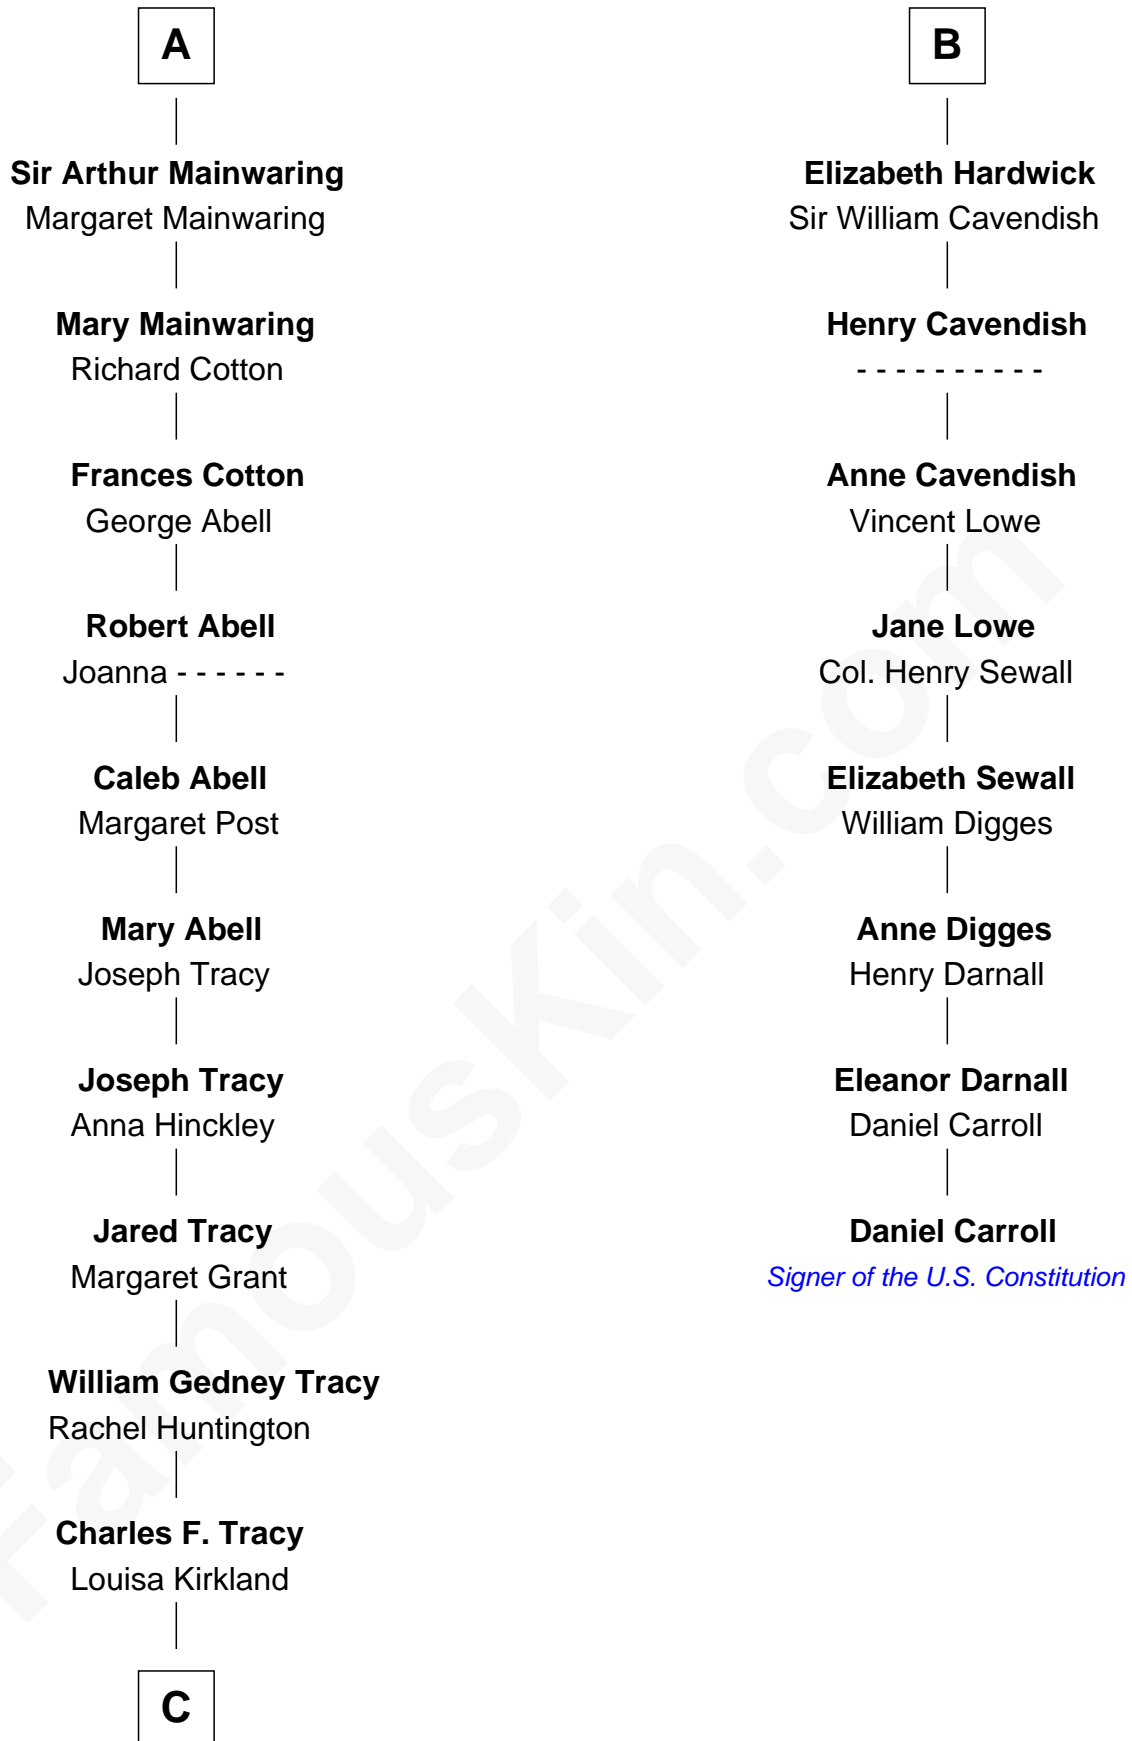 A
Sir Arthur Mainwaring
Margaret Mainwaring
Mary Mainwaring
Richard Cotton
Frances Cotton
George Abell
Robert Abell
Joanna - - - - - -
Caleb Abell
Margaret Post
Mary Abell
Joseph Tracy
Joseph Tracy
Anna Hinckley
Jared Tracy
Margaret Grant
William Gedney Tracy
Rachel Huntington
Charles F. Tracy
Louisa Kirkland
C
B
Elizabeth Hardwick
Sir William Cavendish
Henry Cavendish
- - - - - - - - - -
Anne Cavendish
Vincent Lowe
Jane Lowe
Col. Henry Sewall
Elizabeth Sewall
William Digges
Anne Digges
Henry Darnall
Eleanor Darnall
Daniel Carroll
Daniel Carroll
Signer of the U.S. Constitution
FamousKin.com